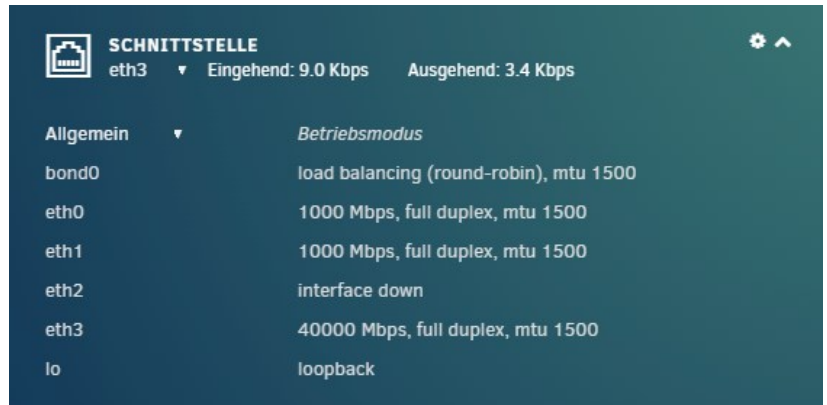 SCHNITTSTELLE
eth3 ▾ Eingehend: 9.0 Kbps Ausgehend: 3.4 Kbps
Allgemein ▾ Betriebsmodus
bond0 load balancing (round-robin), mtu 1500
eth0 1000 Mbps, full duplex, mtu 1500
eth1 1000 Mbps, full duplex, mtu 1500
eth2 interface down
eth3 40000 Mbps, full duplex, mtu 1500
lo loopback